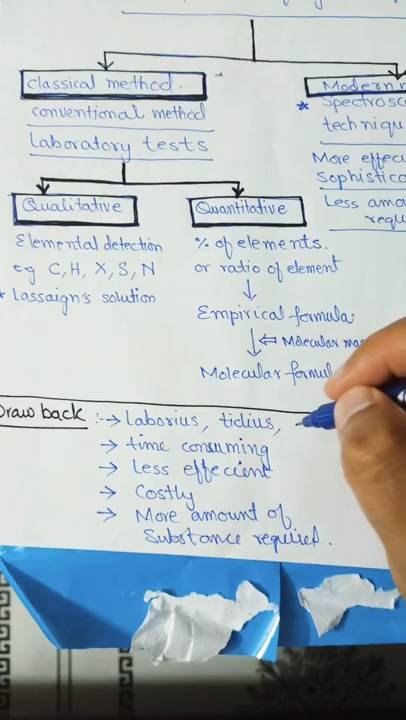 classical method.
conventional method
Laboratory tests
Modern
* Spectrosc
techniqu
More effec
Sophistica
Less amo
requ
Qualitative
Elemental detection
eg C, H, X, S, N
* Lassaign's solution
Quantitative
% of elements.
or ratio of element
Empirical formula
Molecular ma
Molecular formul
Draw back :-> Laborius, tidius,
-> time consuming
-> Less effecient
-> Costly
-> More amount of
Substance required.